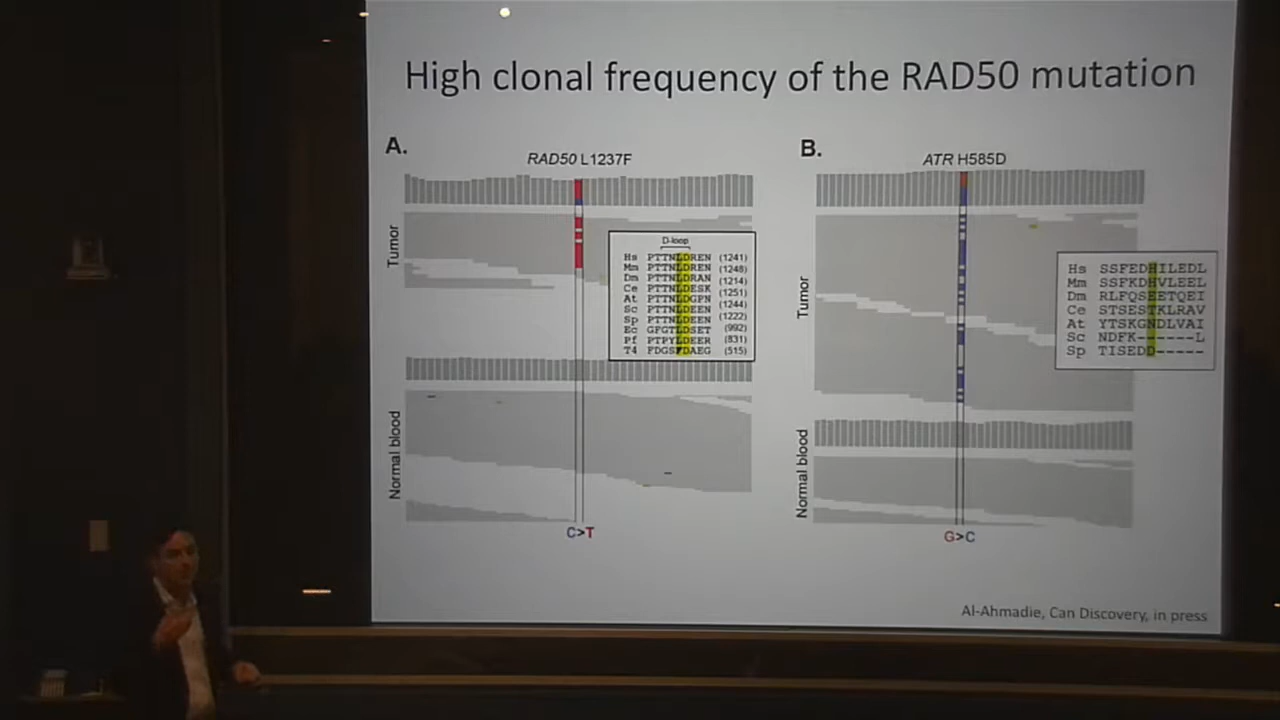 High clonal frequency of the RAD50 mutation
A.
RAD50 L1237F
Tumor
D-loop
Hs PTTNLDREN (1241)
Mm PTTNLDREN (1248)
Dm PTTNLDRAN (1214)
Ce PTTNLDESK (1251)
At PTTNLDGPN (1244)
Sc PTTNLDEEN (1222)
Sp PTTNLDEEN
Ec GFGTLDSET (992)
Pf PTPYLDEER (831)
T4 FDGSFDAEG (515)
Normal blood
C>T
B.
ATR H585D
Tumor
Hs SSFEDHILEDL
Mm SSFKDHVLEEL
Dm RLFQSEETQEI
Ce STSESTKLRAV
At YTSKGNDLVAI
Sc NDFK------L
Sp TISEDD-----
Normal blood
G>C
Al-Ahmadie, Can Discovery, in press